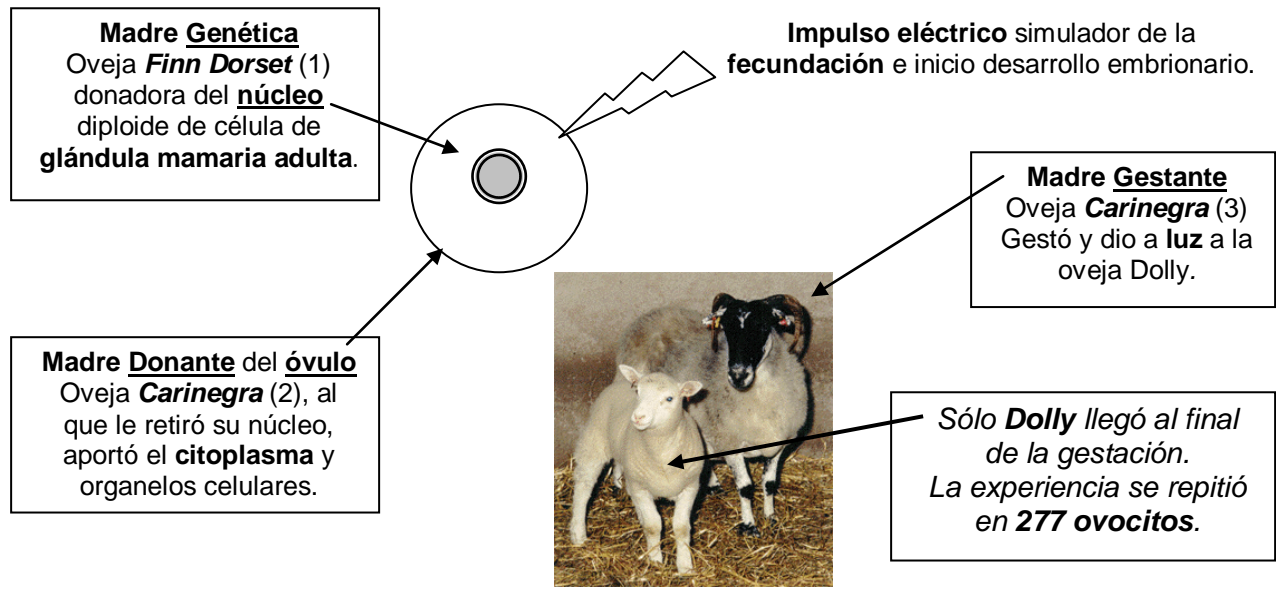 Madre Genética
Oveja Finn Dorset (1)
donadora del núcleo
diploide de célula de
glándula mamaria adulta.
Impulso eléctrico simulador de la
fecundación e inicio desarrollo embrionario.
Madre Gestante
Oveja Carinegra (3)
Gestó y dio a luz a la
oveja Dolly.
Madre Donante del óvulo
Oveja Carinegra (2), al
que le retiró su núcleo,
aportó el citoplasma y
organelos celulares.
Sólo Dolly llegó al final
de la gestación.
La experiencia se repitió
en 277 ovocitos.